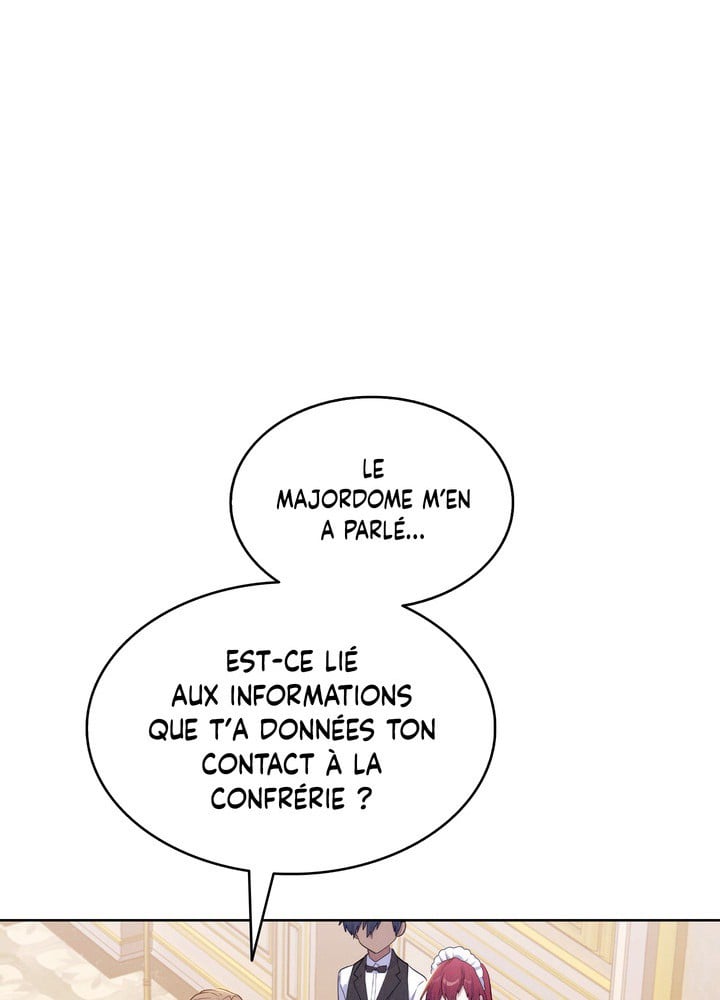 LE
MAJORDOME M'EN
A PARLÉ...
EST-CE LIÉ
AUX INFORMATIONS
QUE T'A DONNÉES TON
CONTACT À LA
CONFRÉRIE ?